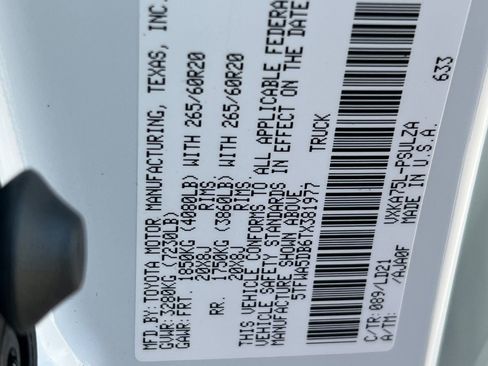 MFD.BY: TOYOTA MOTOR MANUFACTURING, TEXAS, INC.
GVWR: 3280KG (7230LB)
GAWR: FRT. 1850KG (4080LB) WITH 265/60R20
20X8J RIMS
RR. 1750KG (3860LB) WITH 265/60R20
20X8J RIMS
THIS VEHICLE CONFORMS TO ALL APPLICABLE FEDERAL
VEHICLE SAFETY STANDARDS IN EFFECT ON THE DATE
MANUFACTURE SHOWN ABOVE.
5TFWA5DB6TX381977 TRUCK
C/TR: 089/LD21 VXKA75L-PSULZA
A/TM: /AJA0F MADE IN U.S.A.
633